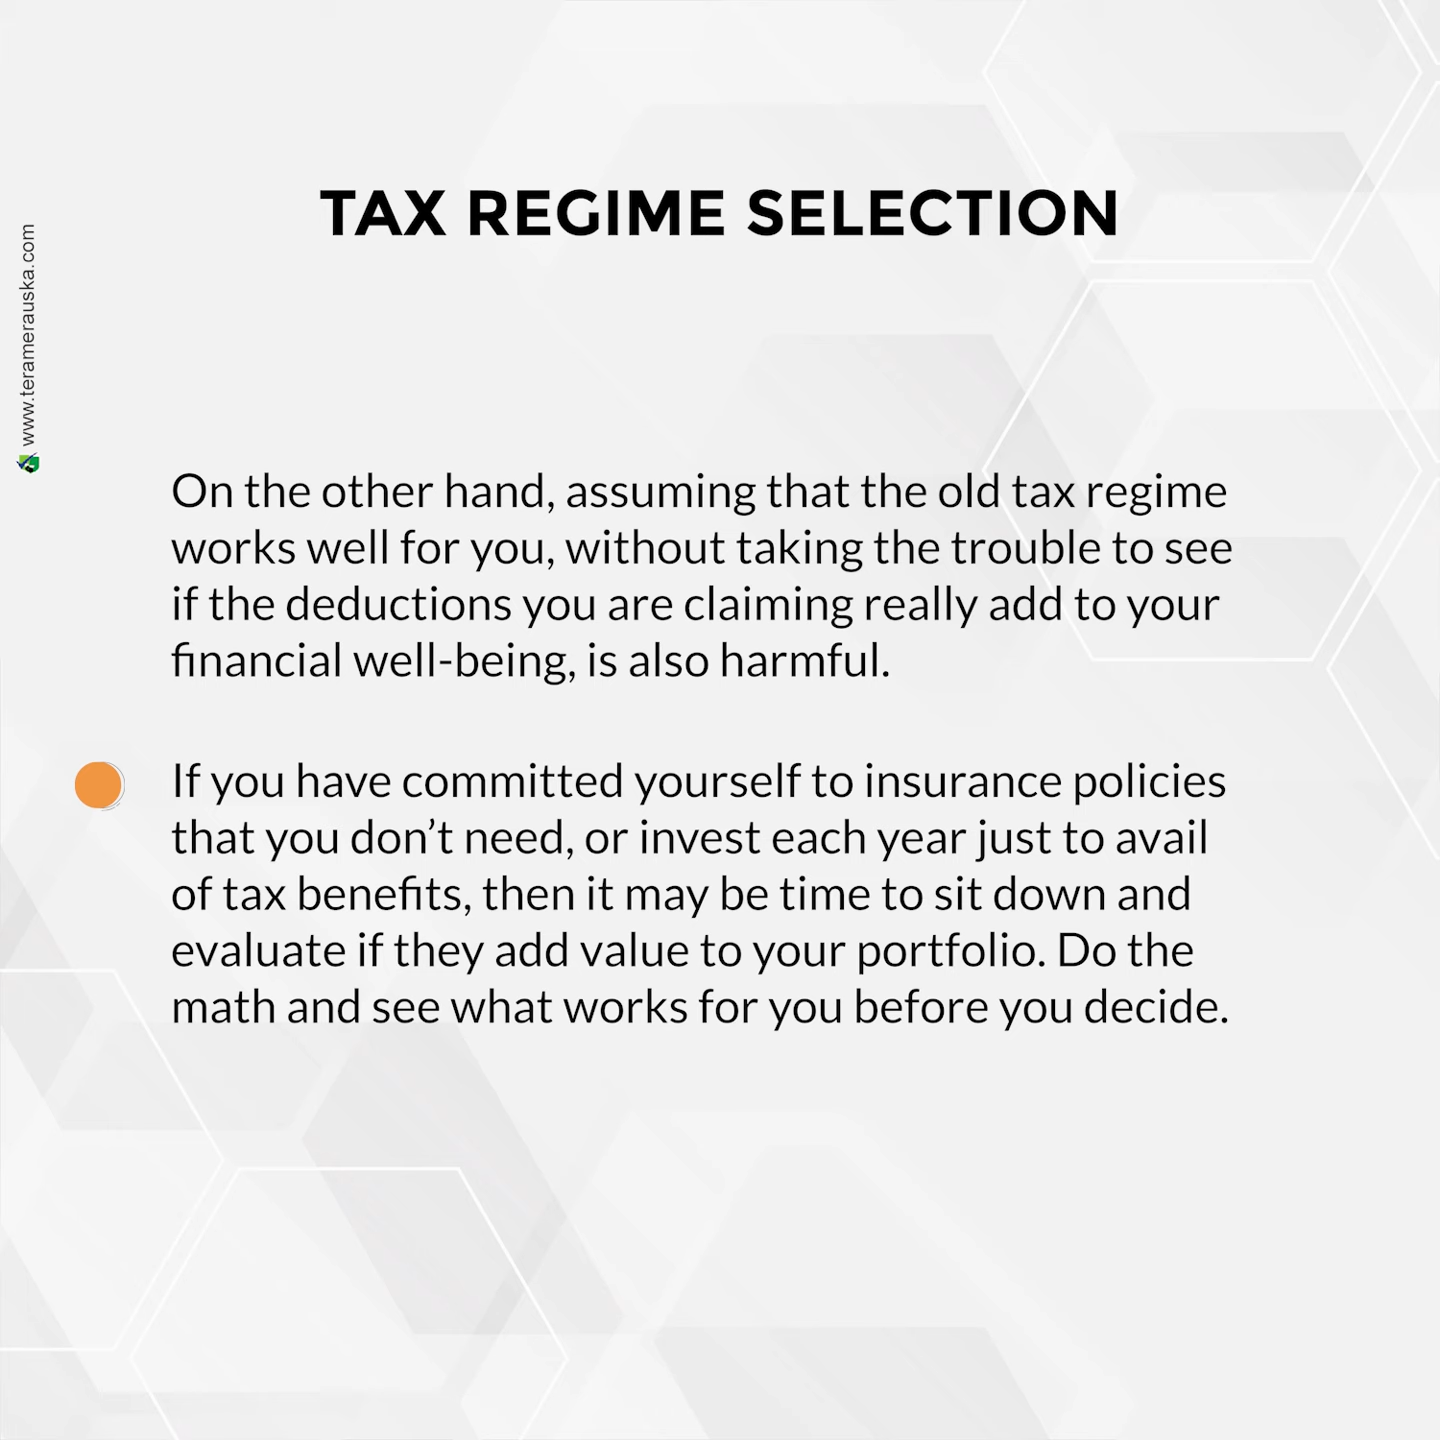 TAX REGIME SELECTION
www.teramerauska.com
On the other hand, assuming that the old tax regime
works well for you, without taking the trouble to see
if the deductions you are claiming really add to your
financial well-being, is also harmful.
If you have committed yourself to insurance policies
that you don’t need, or invest each year just to avail
of tax benefits, then it may be time to sit down and
evaluate if they add value to your portfolio. Do the
math and see what works for you before you decide.